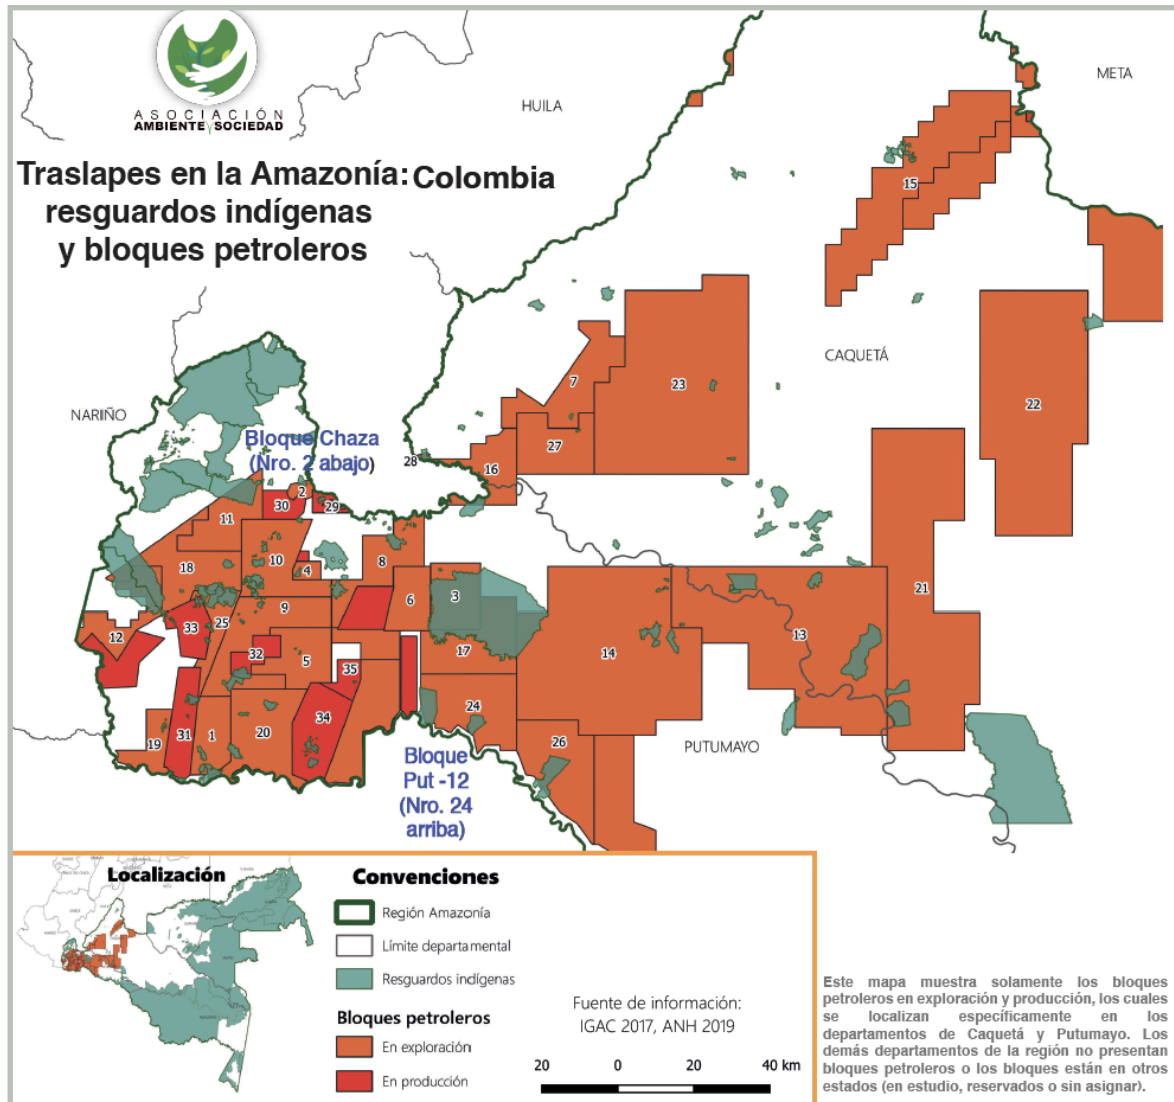 ASOCIACIÓN
AMBIENTE y SOCIEDAD
Traslapes en la Amazonía: Colombia
resguardos indígenas
y bloques petroleros
HUILA
META
NARIÑO
CAQUETÁ
PUTUMAYO
Bloque Chaza
(Nro. 2 abajo)
Bloque
Put -12
(Nro. 24
arriba)
15
7
23
22
27
28
16
2
30
29
11
10
18
4
8
3
6
9
21
12
33
25
32
5
17
14
13
35
24
34
19
31
1
20
26
Localización
Convenciones
Región Amazonía
Límite departamental
Resguardos indígenas
Bloques petroleros
En exploración
En producción
Fuente de información:
IGAC 2017, ANH 2019
20 0 20 40 km
Este mapa muestra solamente los bloques
petroleros en exploración y producción, los cuales
se localizan específicamente en los
departamentos de Caquetá y Putumayo. Los
demás departamentos de la región no presentan
bloques petroleros o los bloques están en otros
estados (en estudio, reservados o sin asignar).